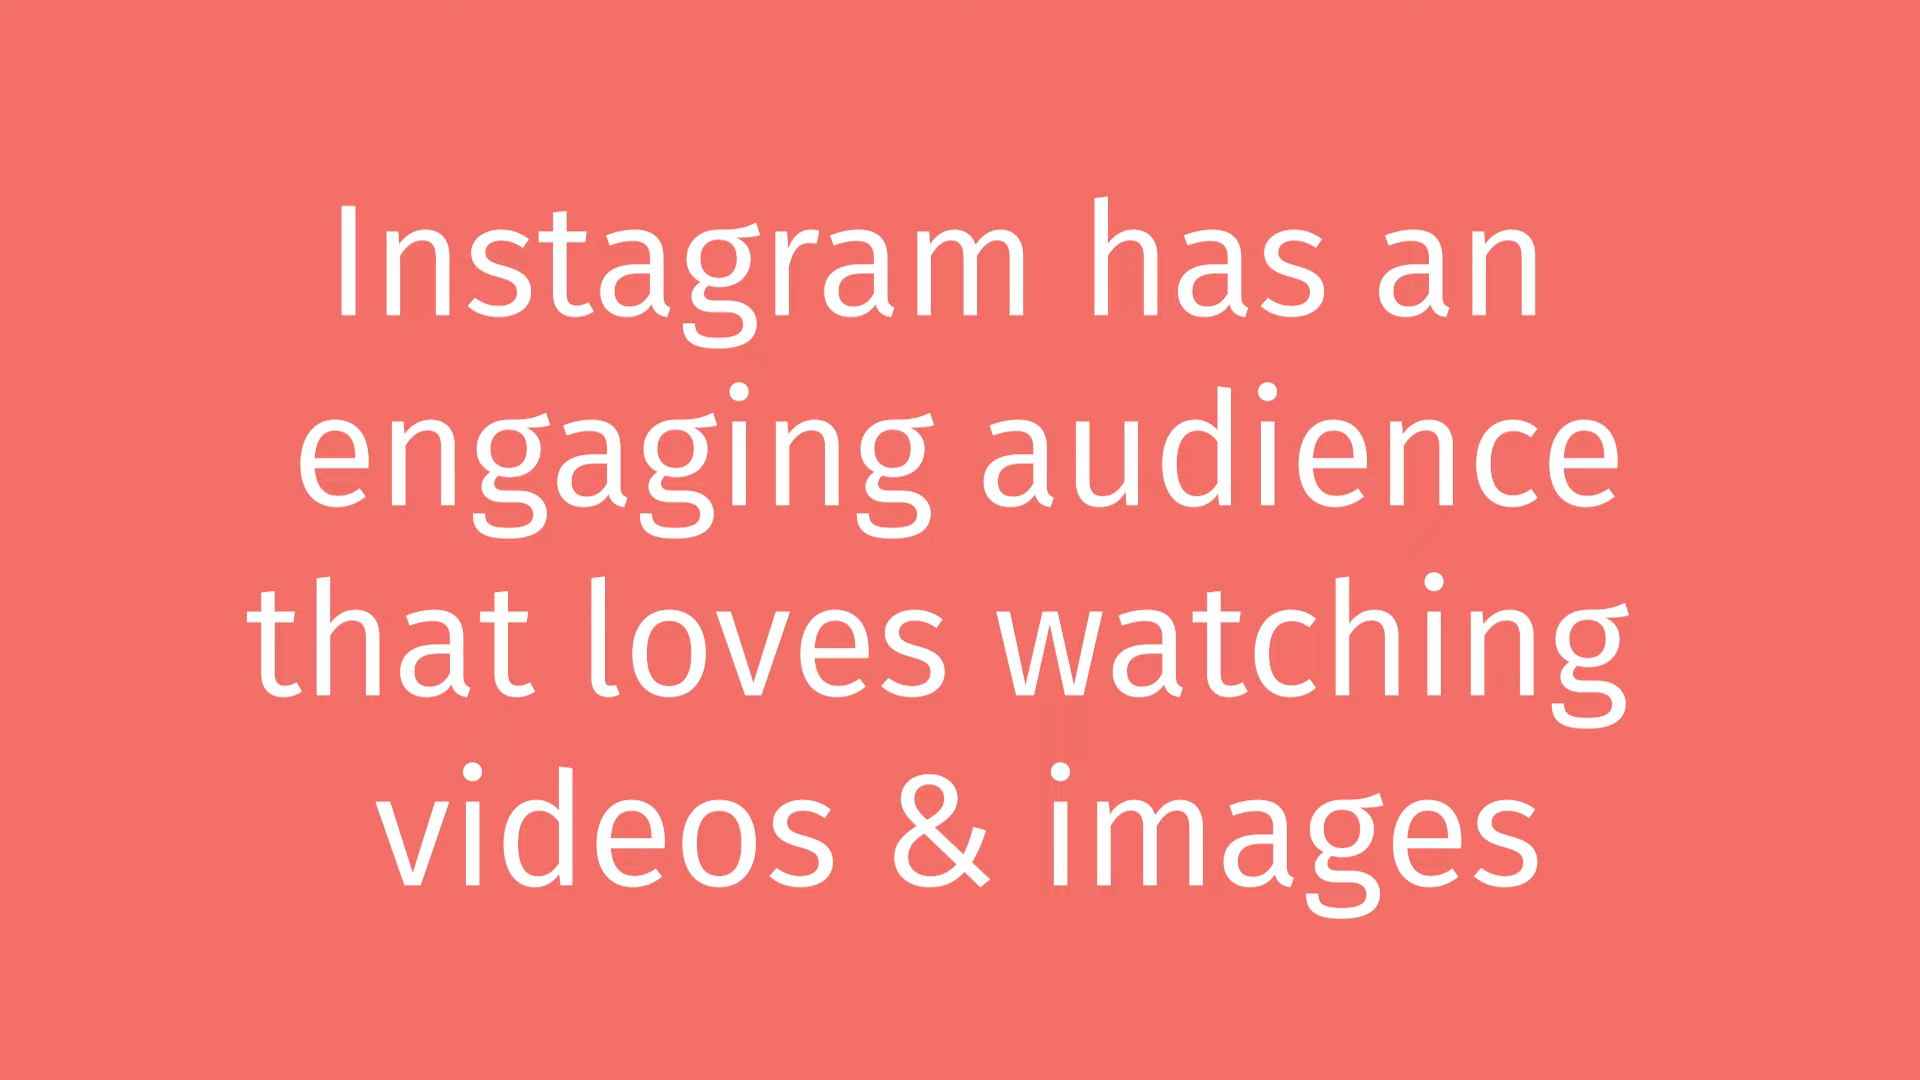 Instagram has an
engaging audience
that loves watching
videos & images